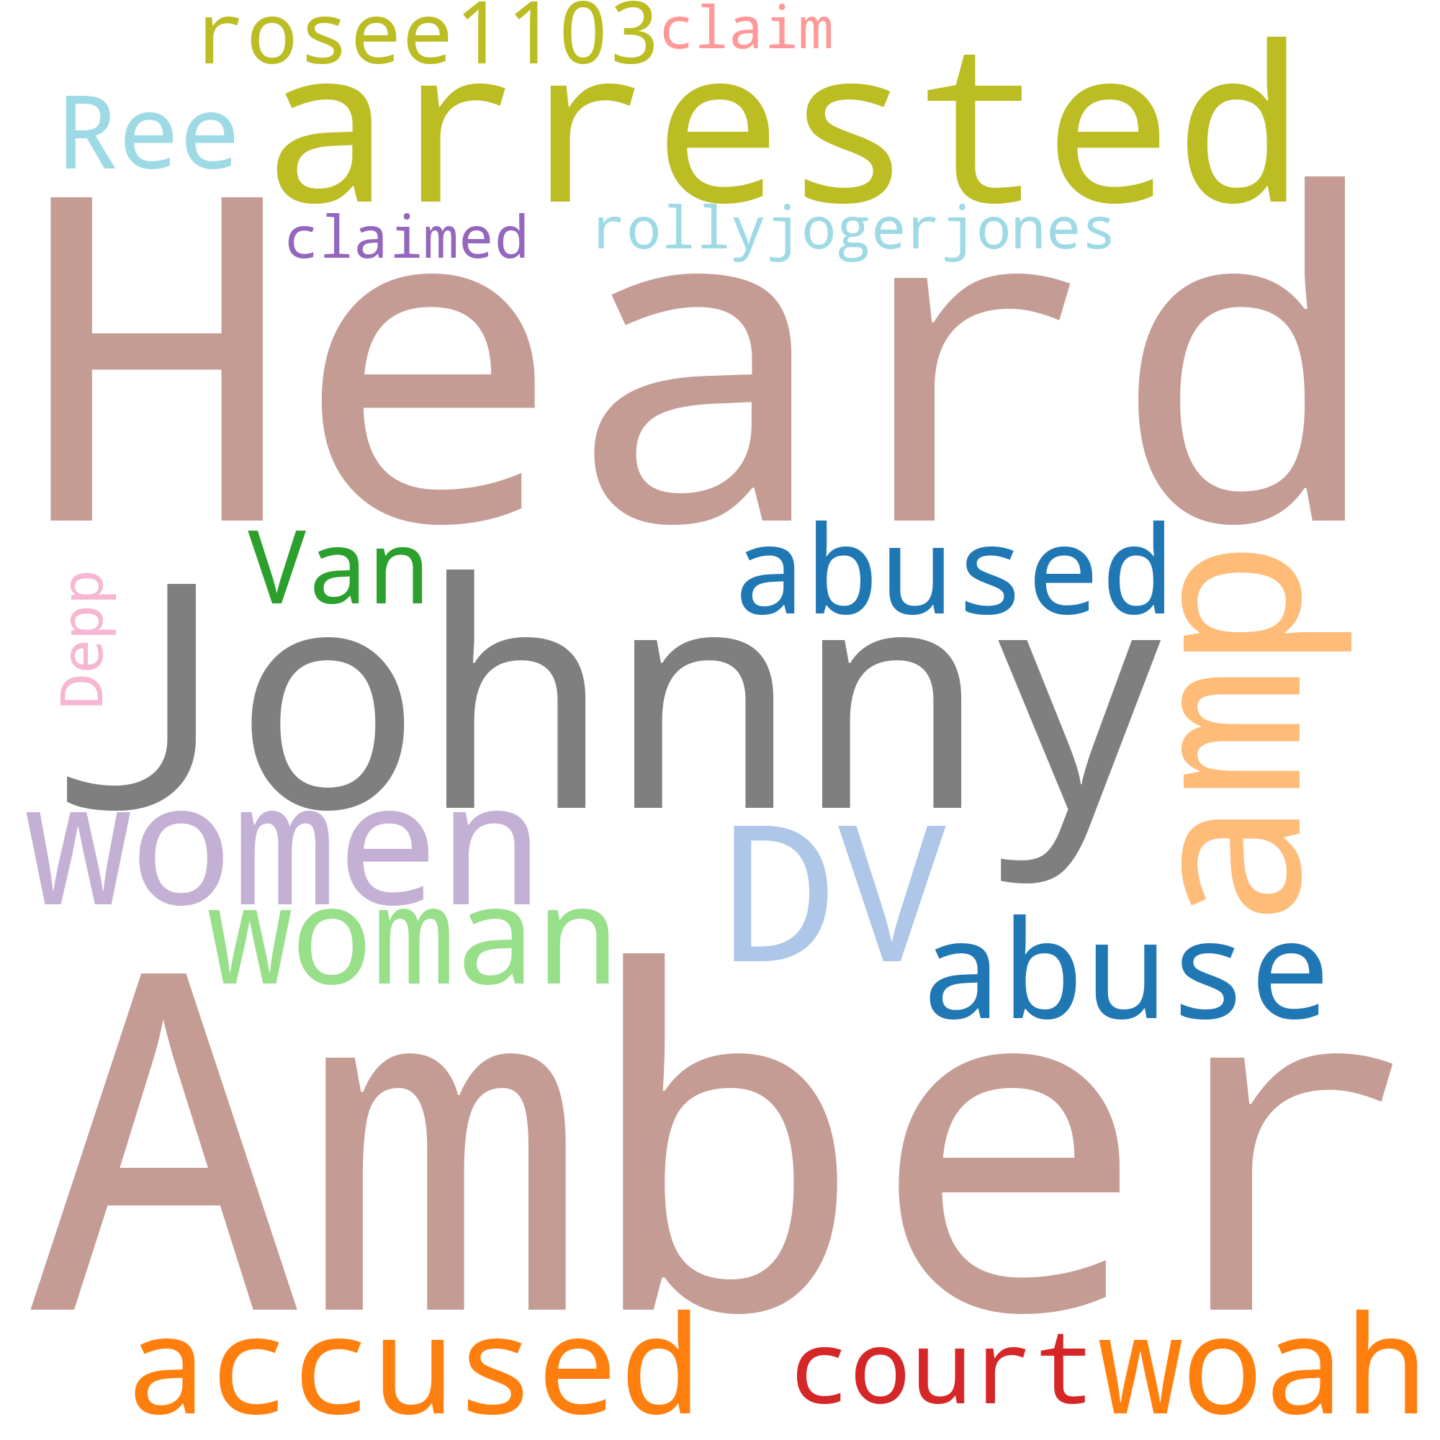 rosee1103 claim
arrested
Ree
Heard
claimed rollyjogerjones
Van abused
amp
Depp
Johnny
women DV
woman abuse
Amber
accused court woah